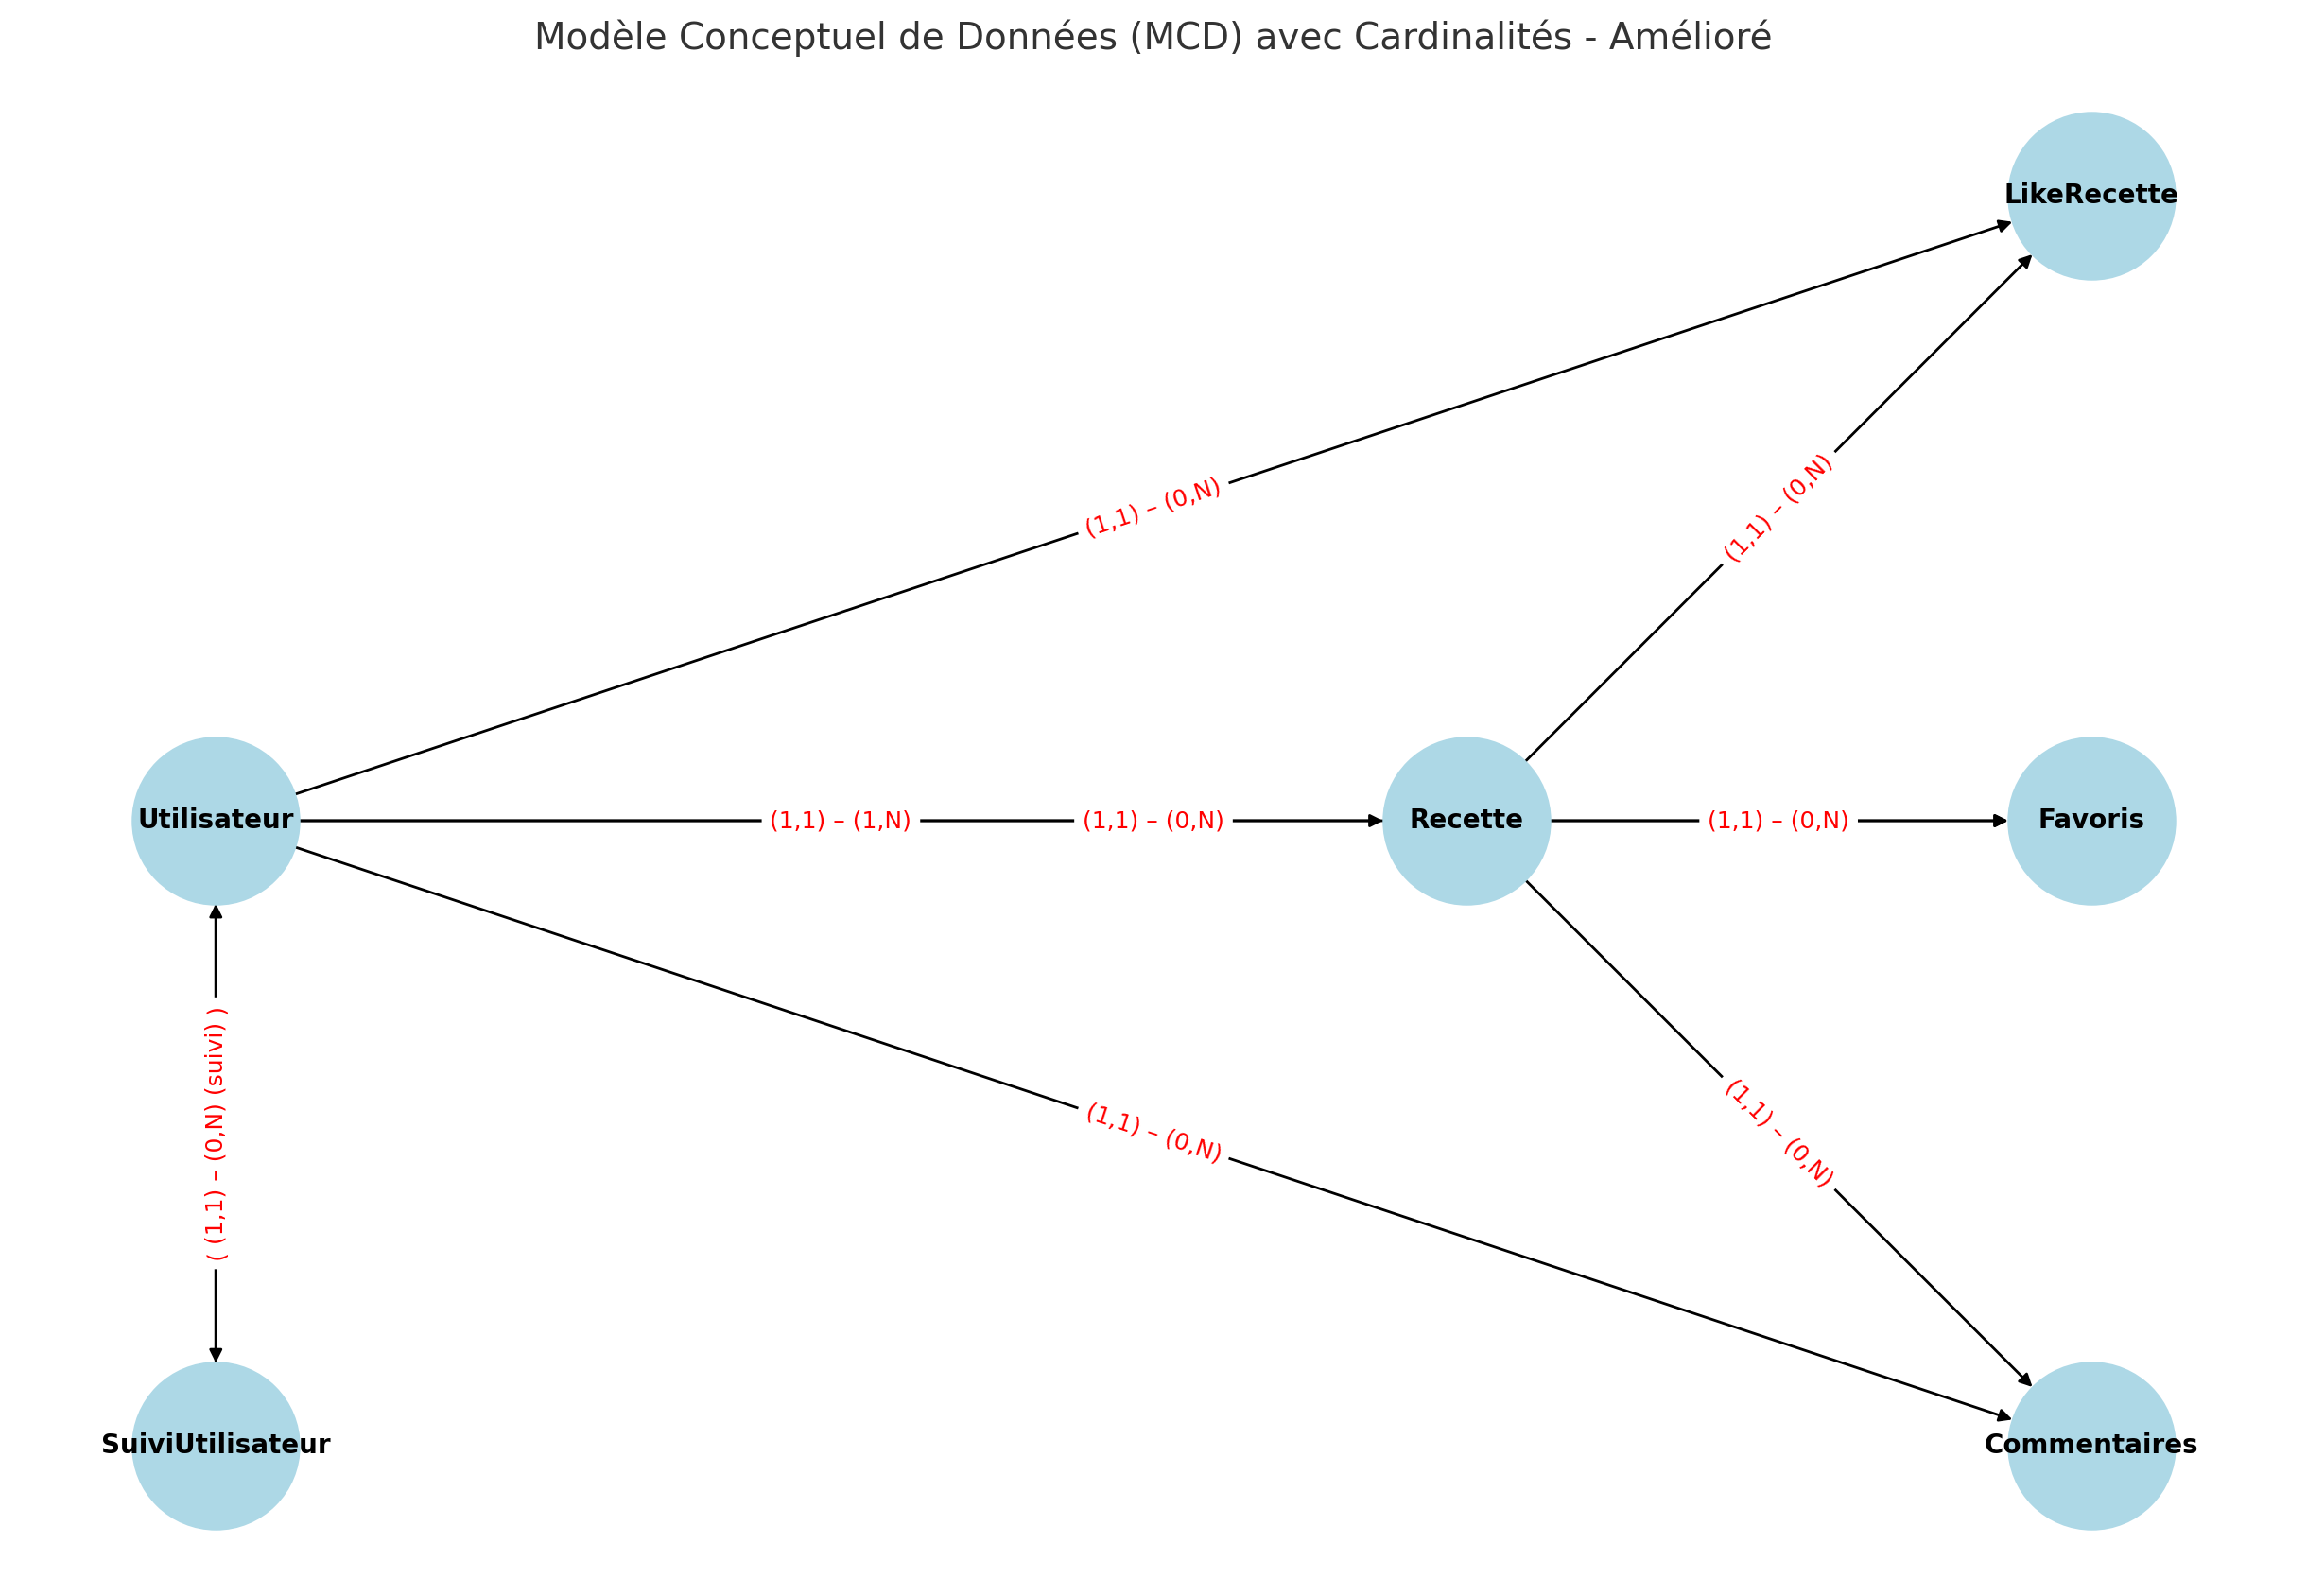 Modèle Conceptuel de Données (MCD) avec Cardinalités - Amélioré
LikeRecette
(1,1) – (0,N)
(1,1) – (0,N)
Utilisateur
(1,1) – (1,N)
(1,1) – (0,N)
Recette
(1,1) – (0,N)
Favoris
( (1,1) – (0,N) (suivi) )
(1,1) – (0,N)
(1,1) – (0,N)
SuiviUtilisateur
Commentaires